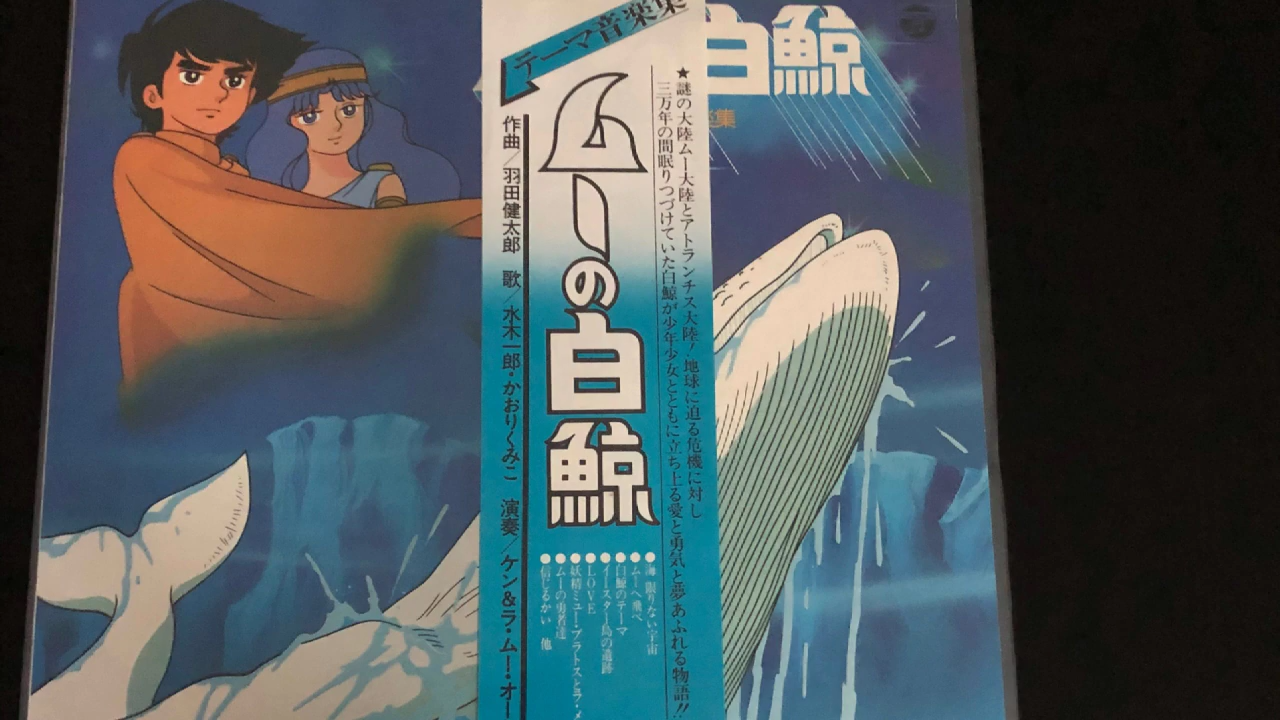 テーマ音楽集
ムーの白鯨
★謎の大陸ムー大陸とアトランチス大陸!地球に迫る危機に対し
三万年の間眠りつづけていた白鯨が少年少女とともに立ち上る愛と勇気と夢あふれる物語!!
作曲/羽田健太郎 歌/水木一郎・かおりくみこ 演奏/ケン&ラ・ムー・オー
●海 限りない宇宙
●ムーへ飛べ
●白鯨のテーマ
●イースター島の遺跡
●LOVE
●妖精ミュー・プラトスとラ・メ
●ムーの勇者達
●信じるかい 他
白鯨
集